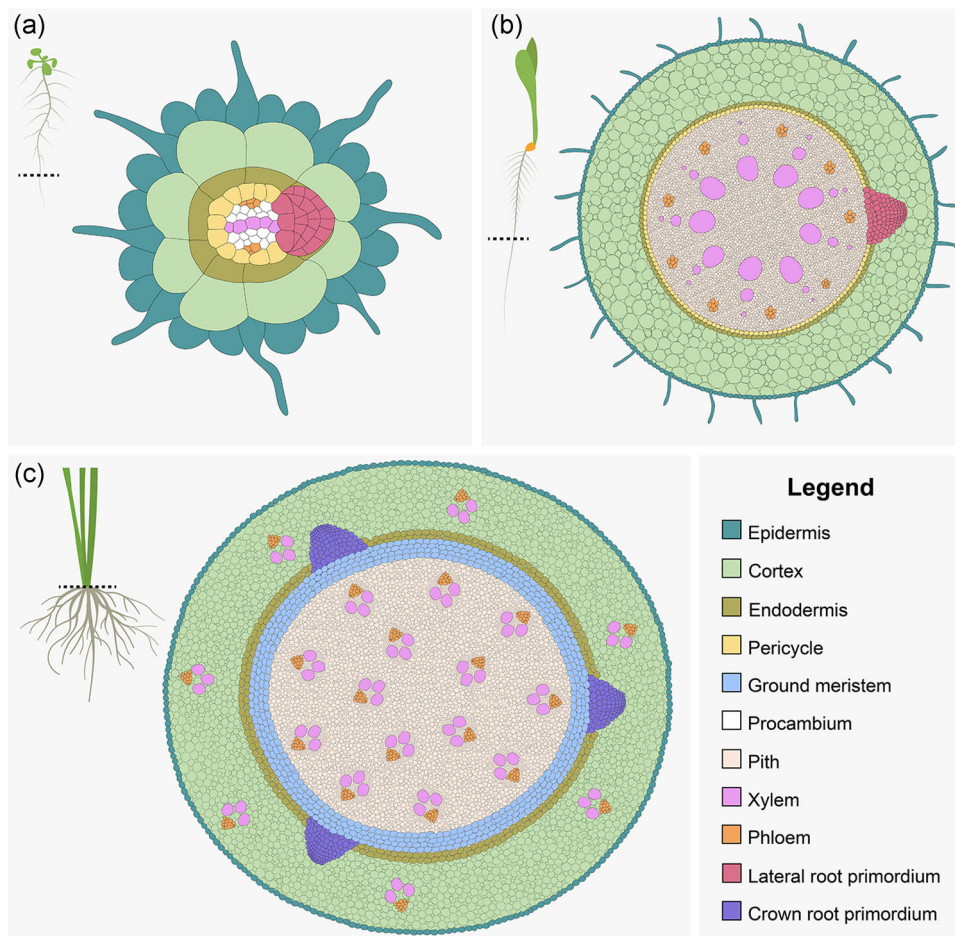 (a)
(b)
(c)
Legend
Epidermis
Cortex
Endodermis
Pericycle
Ground meristem
Procambium
Pith
Xylem
Phloem
Lateral root primordium
Crown root primordium